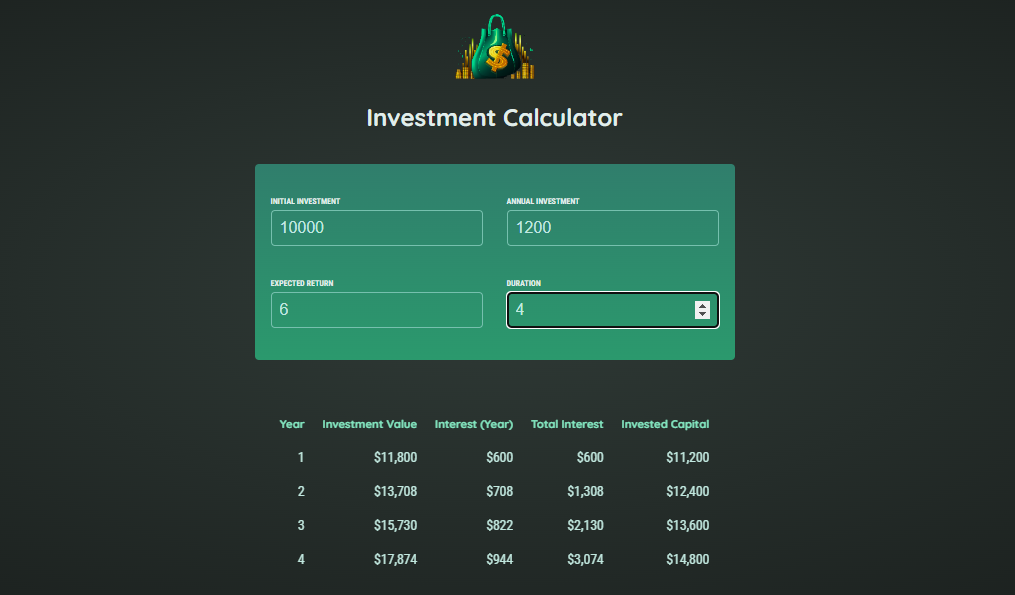 $
Investment Calculator
INITIAL INVESTMENT ANNUAL INVESTMENT
10000 1200
EXPECTED RETURN DURATION
6 4
Year Investment Value Interest (Year) Total Interest Invested Capital
1 $11,800 $600 $600 $11,200
2 $13,708 $708 $1,308 $12,400
3 $15,730 $822 $2,130 $13,600
4 $17,874 $944 $3,074 $14,800